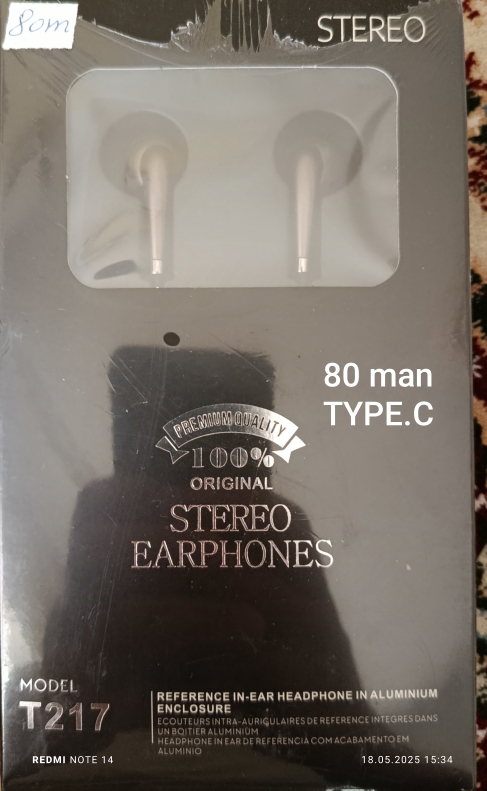 80m
STEREO
80 man
TYPE.C
PREMIUM QUALITY
100%
ORIGINAL
STEREO
EARPHONES
MODEL
T217
REFERENCE IN-EAR HEADPHONE IN ALUMINIUM
ENCLOSURE
ECOUTEURS INTRA-AURICULAIRES DE REFERENCE INTEGRES DANS
UN BOITIER ALUMINIUM
HEADPHONE IN EAR DE REFERENCIA COM ACABAMENTO EM
ALUMINIO
REDMI NOTE 14
18.05.2025 15:34